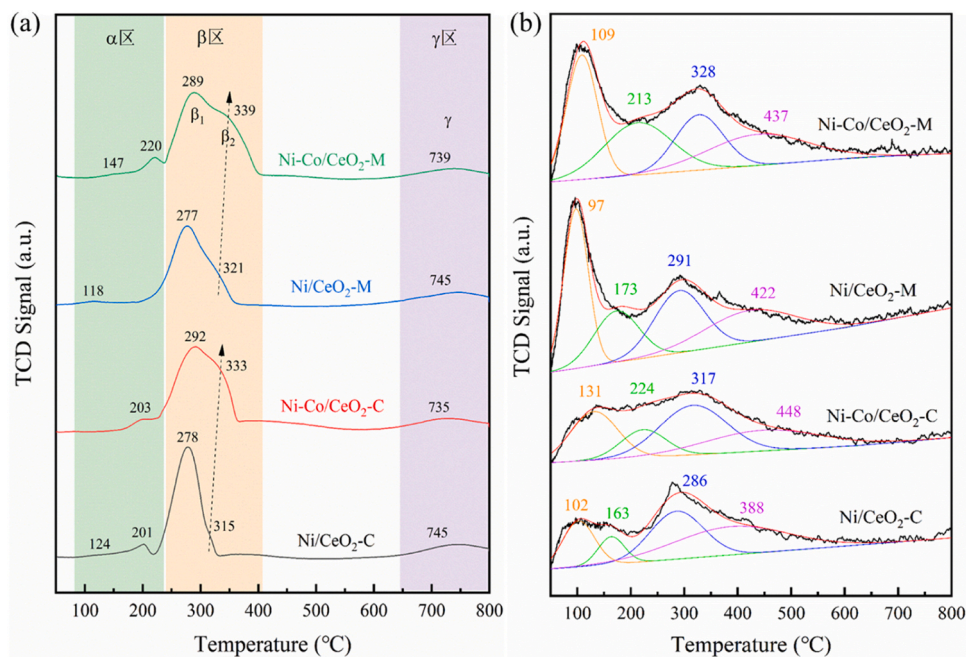 (a)
α区
β区
γ区
289
339
β₁
β₂
γ
147
220
Ni-Co/CeO₂-M
739
277
321
118
Ni/CeO₂-M
745
292
333
203
Ni-Co/CeO₂-C
735
278
315
124
201
Ni/CeO₂-C
745
TCD Signal (a.u.)
100 200 300 400 500 600 700 800
Temperature (℃)
(b)
109
213
328
437
Ni-Co/CeO₂-M
97
173
291
422
Ni/CeO₂-M
131
224
317
448
Ni-Co/CeO₂-C
102
163
286
388
Ni/CeO₂-C
TCD Signal (a.u.)
100 200 300 400 500 600 700 800
Temperature (℃)